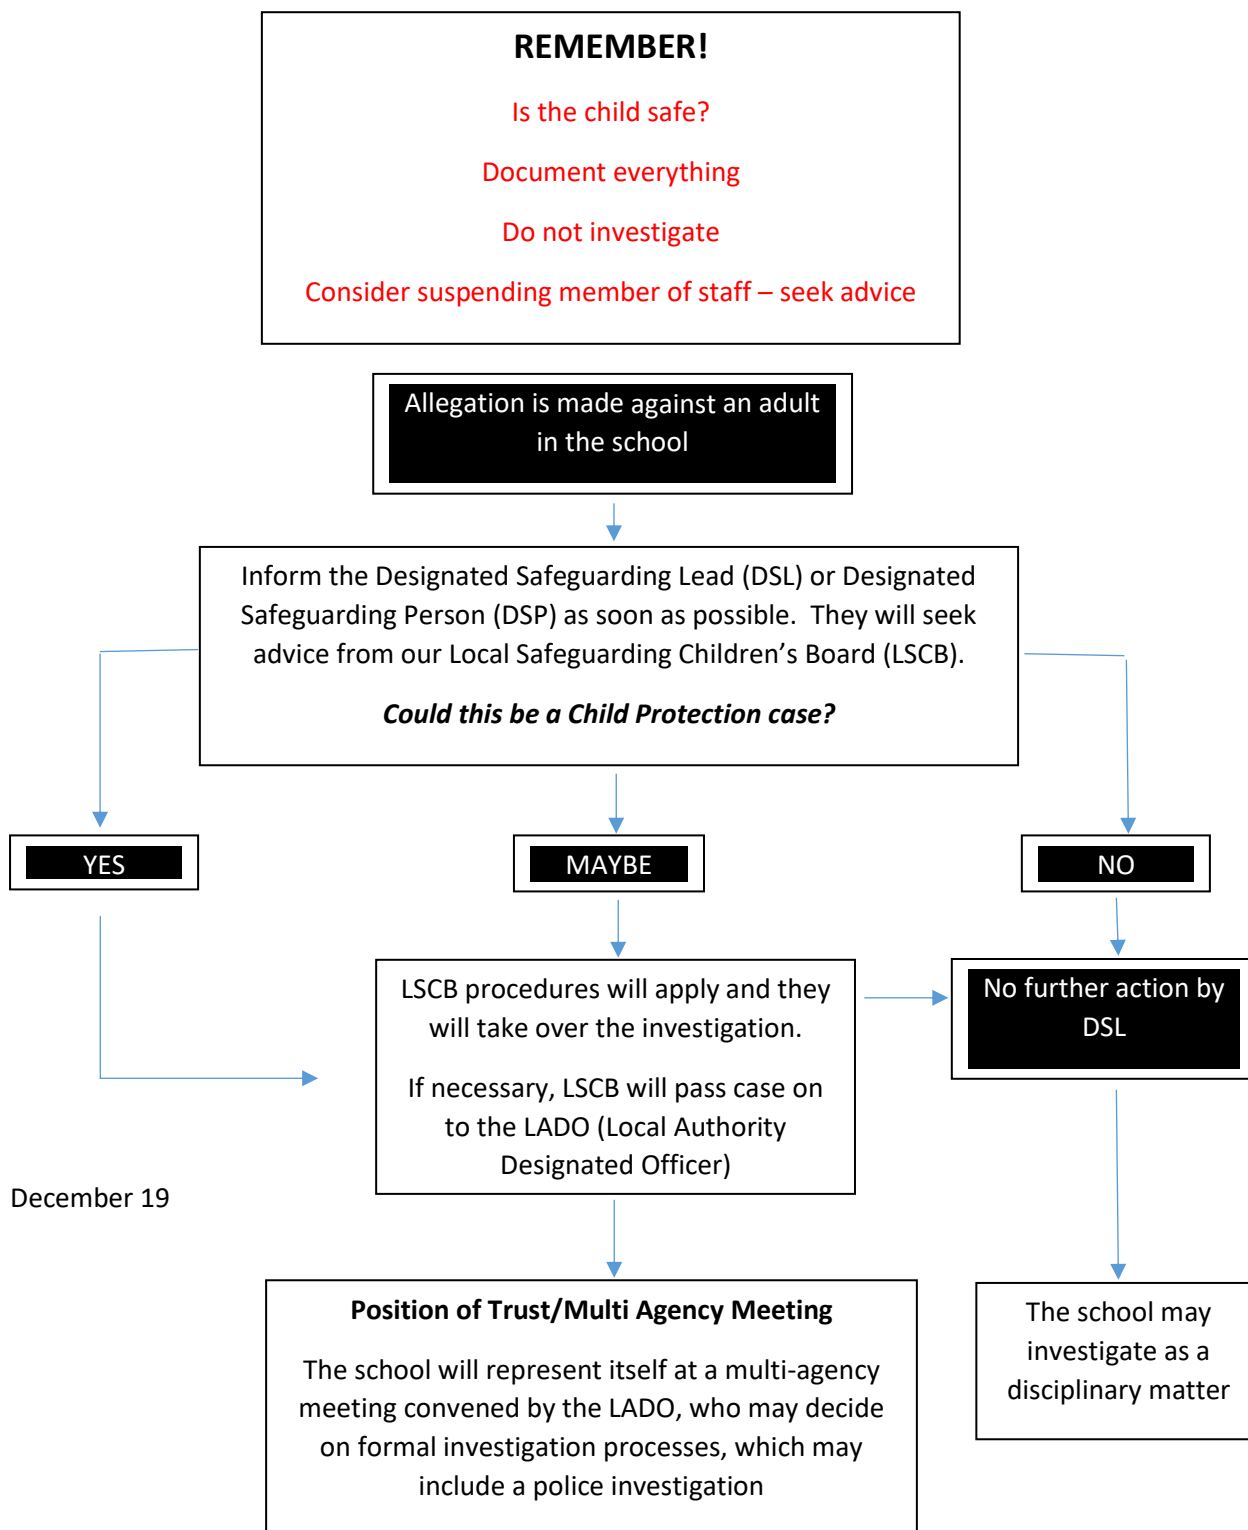 REMEMBER!
Is the child safe?
Document everything
Do not investigate
Consider suspending member of staff – seek advice
Allegation is made against an adult
in the school
Inform the Designated Safeguarding Lead (DSL) or Designated
Safeguarding Person (DSP) as soon as possible.  They will seek
advice from our Local Safeguarding Children’s Board (LSCB).
Could this be a Child Protection case?
YES
MAYBE
NO
LSCB procedures will apply and they
will take over the investigation.
If necessary, LSCB will pass case on
to the LADO (Local Authority
Designated Officer)
No further action by
DSL
December 19
Position of Trust/Multi Agency Meeting
The school will represent itself at a multi-agency
meeting convened by the LADO, who may decide
on formal investigation processes, which may
include a police investigation
The school may
investigate as a
disciplinary matter